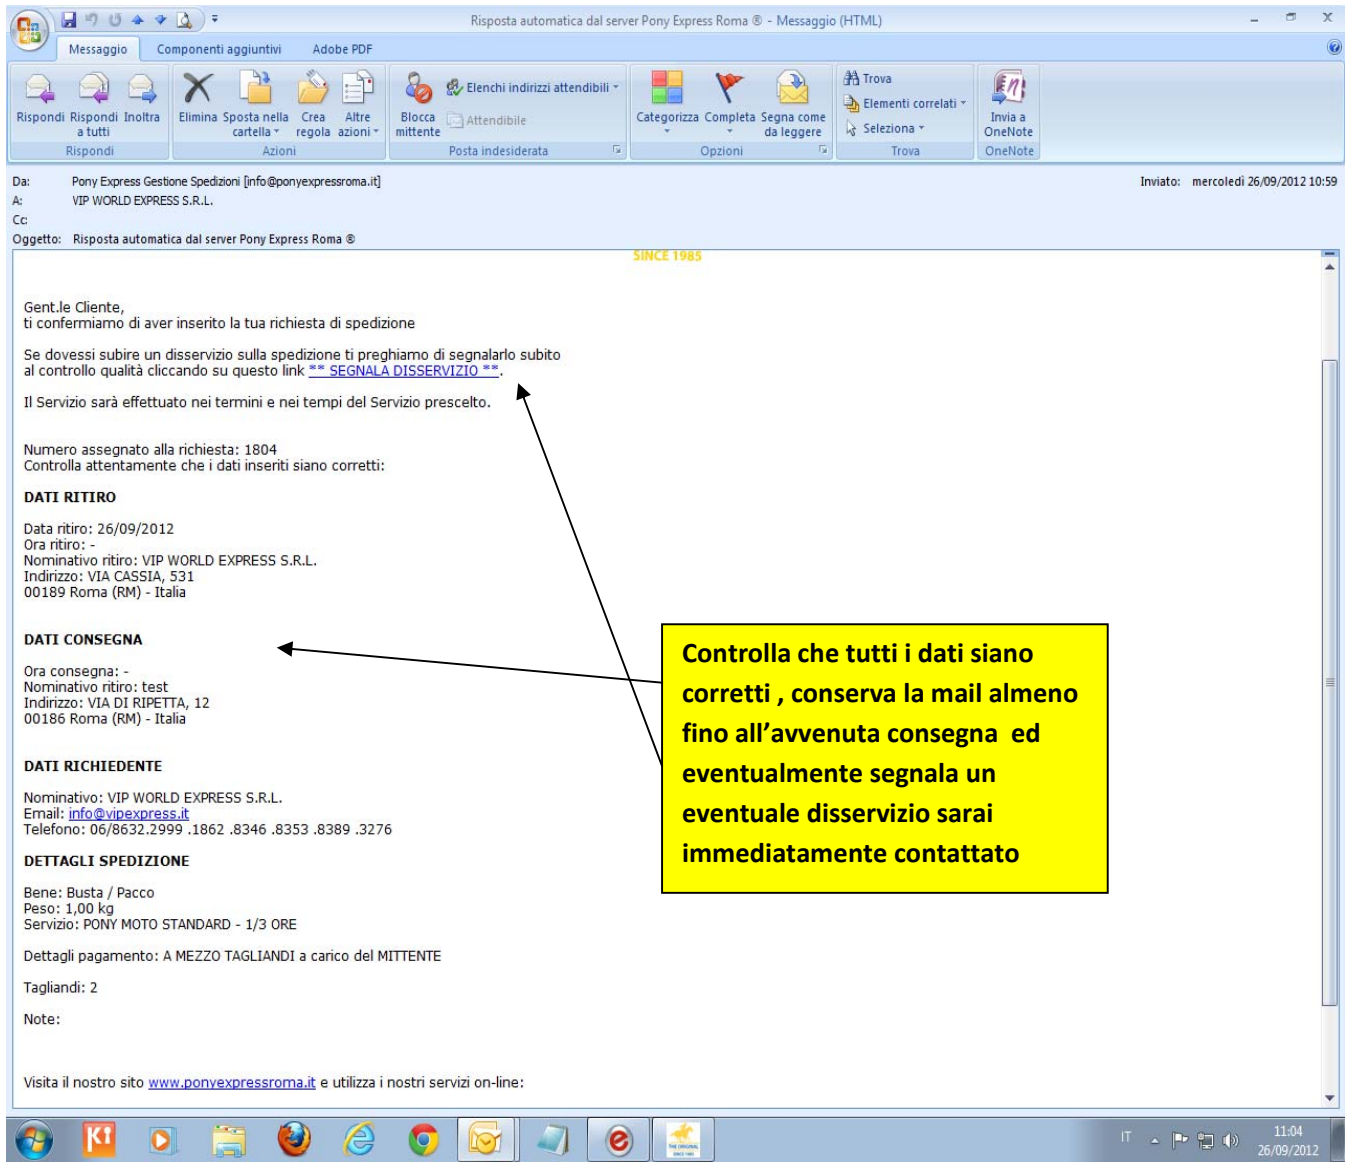 Risposta automatica dal server Pony Express Roma ® - Messaggio (HTML)
Messaggio
Componenti aggiuntivi
Adobe PDF
Rispondi
Rispondi a tutti
Inoltra
Elimina
Sposta nella cartella
Crea regola
Altre azioni
Blocca mittente
Elenchi indirizzi attendibili
Attendibile
Categorizza
Completa
Segna come da leggere
Trova
Elementi correlati
Seleziona
Invia a OneNote
Rispondi
Azioni
Posta indesiderata
Opzioni
Trova
OneNote
Da: Pony Express Gestione Spedizioni [info@ponyexpressroma.it]
Inviato: mercoledì 26/09/2012 10:59
A: VIP WORLD EXPRESS S.R.L.
Cc:
Oggetto: Risposta automatica dal server Pony Express Roma ®
SINCE 1985
Gent.le Cliente,
ti confermiamo di aver inserito la tua richiesta di spedizione
Se dovessi subire un disservizio sulla spedizione ti preghiamo di segnalarlo subito
al controllo qualità cliccando su questo link ** SEGNALA DISSERVIZIO **.
Il Servizio sarà effettuato nei termini e nei tempi del Servizio prescelto.
Numero assegnato alla richiesta: 1804
Controlla attentamente che i dati inseriti siano corretti:
DATI RITIRO
Data ritiro: 26/09/2012
Ora ritiro: -
Nominativo ritiro: VIP WORLD EXPRESS S.R.L.
Indirizzo: VIA CASSIA, 531
00189 Roma (RM) - Italia
DATI CONSEGNA
Ora consegna: -
Nominativo ritiro: test
Indirizzo: VIA DI RIPETTA, 12
00186 Roma (RM) - Italia
DATI RICHIEDENTE
Nominativo: VIP WORLD EXPRESS S.R.L.
Email: info@vipexpress.it
Telefono: 06/8632.2999 .1862 .8346 .8353 .8389 .3276
DETTAGLI SPEDIZIONE
Bene: Busta / Pacco
Peso: 1,00 kg
Servizio: PONY MOTO STANDARD - 1/3 ORE
Dettagli pagamento: A MEZZO TAGLIANDI a carico del MITTENTE
Tagliandi: 2
Note:
Visita il nostro sito www.ponyexpressroma.it e utilizza i nostri servizi on-line:
Controlla che tutti i dati siano
corretti , conserva la mail almeno
fino all’avvenuta consegna  ed
eventualmente segnala un
eventuale disservizio sarai
immediatamente contattato
IT
11:04
26/09/2012